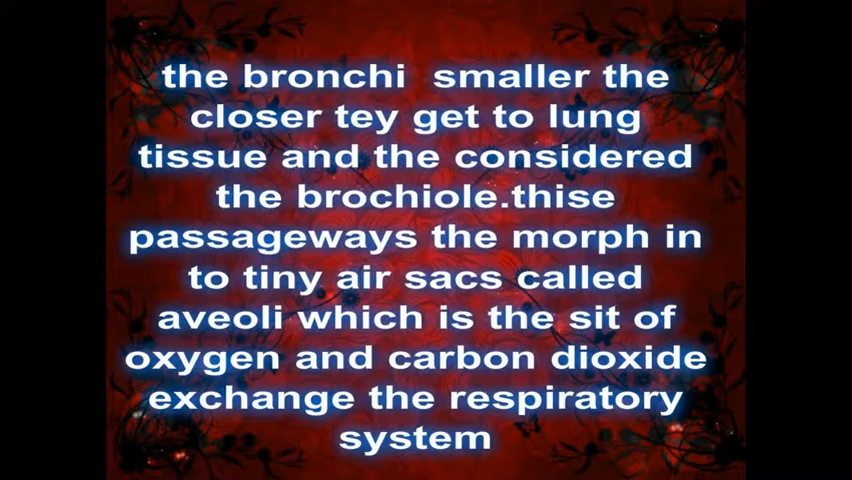 the bronchi  smaller the
closer tey get to lung
tissue and the considered
the brochiole.thise
passageways the morph in
to tiny air sacs called
aveoli which is the sit of
oxygen and carbon dioxide
exchange the respiratory
system